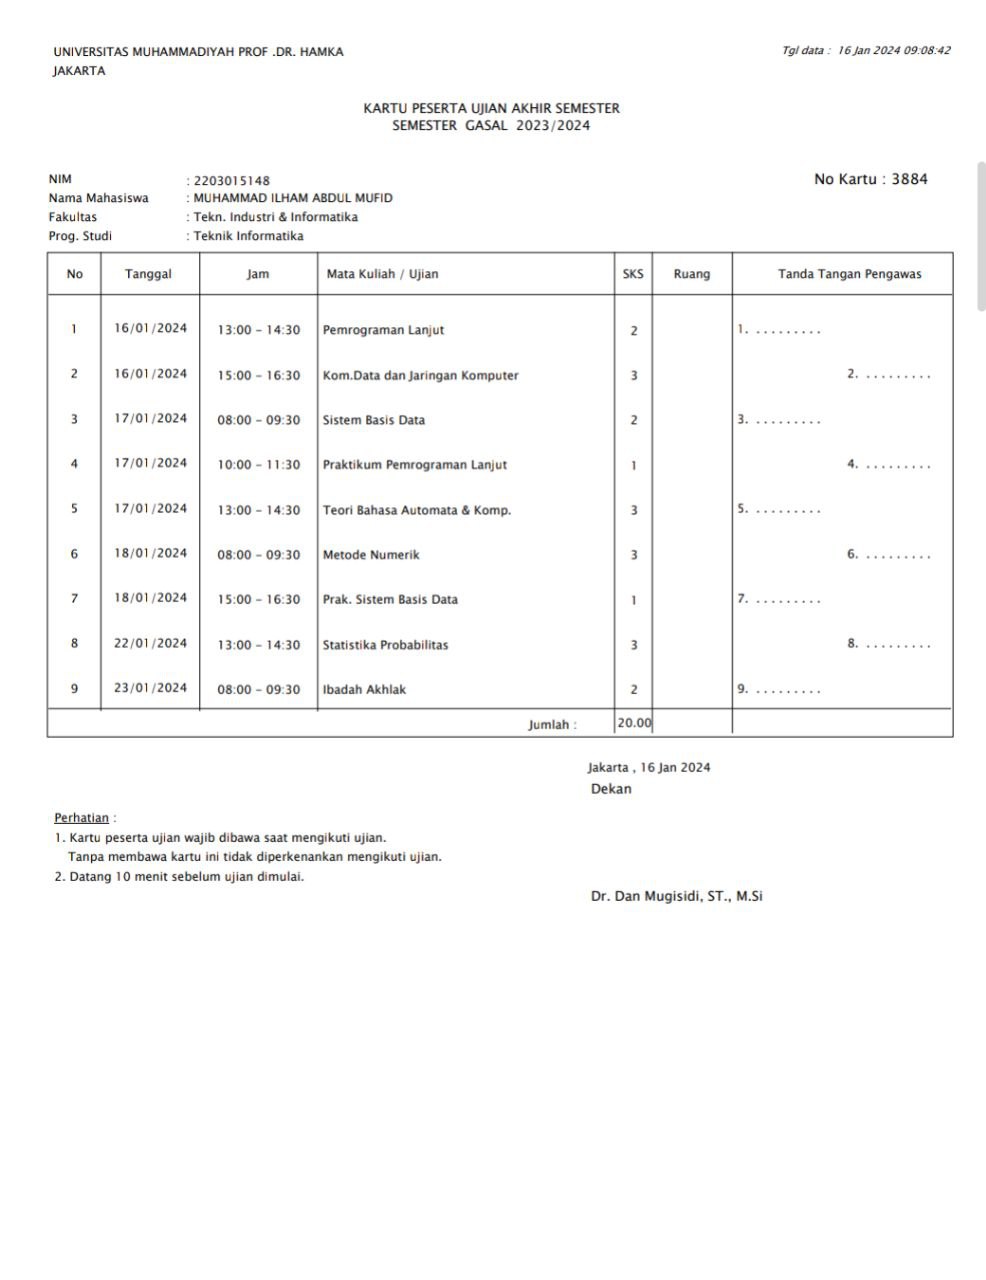 UNIVERSITAS MUHAMMADIYAH PROF .DR. HAMKA
JAKARTA
Tgl data : 16 Jan 2024 09:08:42
KARTU PESERTA UJIAN AKHIR SEMESTER
SEMESTER GASAL 2023/2024
NIM : 2203015148
No Kartu : 3884
Nama Mahasiswa : MUHAMMAD ILHAM ABDUL MUFID
Fakultas : Tekn. Industri & Informatika
Prog. Studi : Teknik Informatika
No Tanggal Jam Mata Kuliah / Ujian SKS Ruang Tanda Tangan Pengawas
1 16/01/2024 13:00 - 14:30 Pemrograman Lanjut 2 1. .........
2 16/01/2024 15:00 - 16:30 Kom.Data dan Jaringan Komputer 3 2. .........
3 17/01/2024 08:00 - 09:30 Sistem Basis Data 2 3. .........
4 17/01/2024 10:00 - 11:30 Praktikum Pemrograman Lanjut 1 4. .........
5 17/01/2024 13:00 - 14:30 Teori Bahasa Automata & Komp. 3 5. .........
6 18/01/2024 08:00 - 09:30 Metode Numerik 3 6. .........
7 18/01/2024 15:00 - 16:30 Prak. Sistem Basis Data 1 7. .........
8 22/01/2024 13:00 - 14:30 Statistika Probabilitas 3 8. .........
9 23/01/2024 08:00 - 09:30 Ibadah Akhlak 2 9. .........
Jumlah : 20.00
Jakarta , 16 Jan 2024
Dekan
Perhatian :
1. Kartu peserta ujian wajib dibawa saat mengikuti ujian.
Tanpa membawa kartu ini tidak diperkenankan mengikuti ujian.
2. Datang 10 menit sebelum ujian dimulai.
Dr. Dan Mugisidi, ST., M.Si